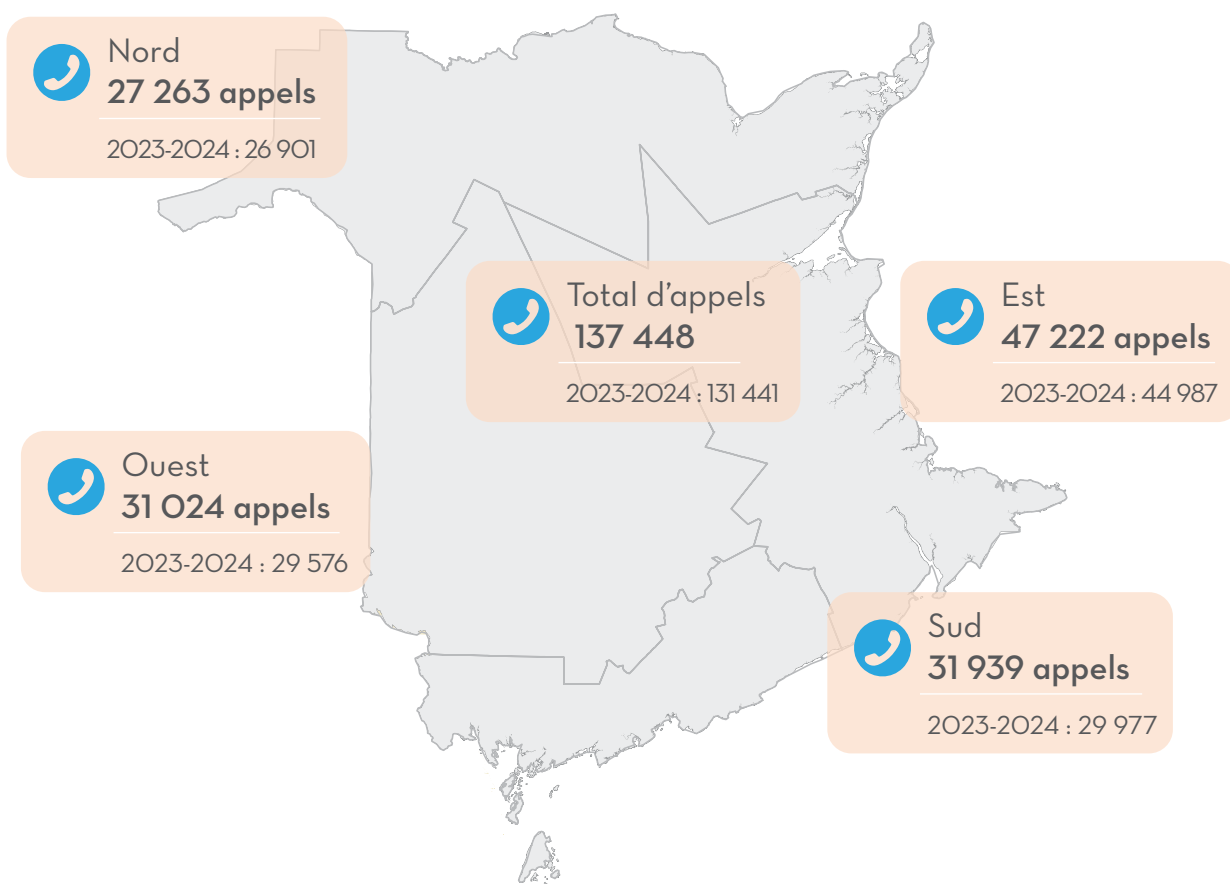 Nord
27 263 appels
2023-2024 : 26 901
Total d’appels
137 448
2023-2024 : 131 441
Est
47 222 appels
2023-2024 : 44 987
Ouest
31 024 appels
2023-2024 : 29 576
Sud
31 939 appels
2023-2024 : 29 977